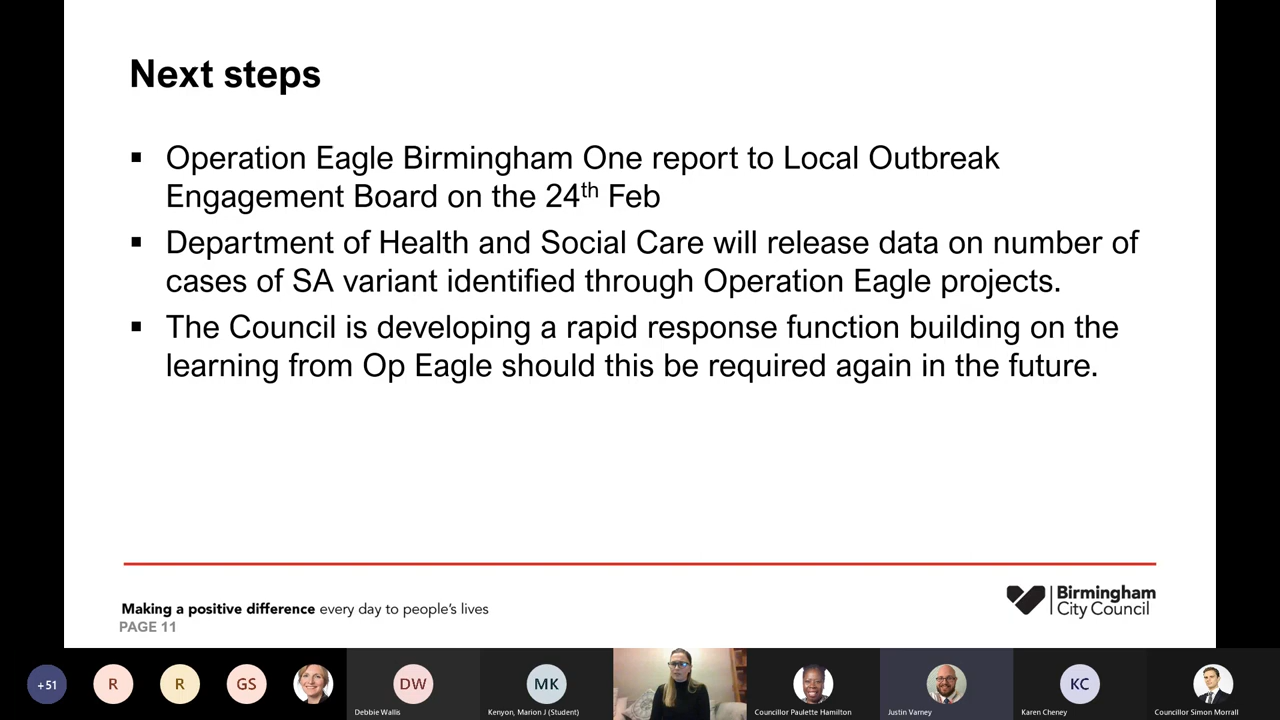 Next steps
▪ Operation Eagle Birmingham One report to Local Outbreak
Engagement Board on the 24th Feb
▪ Department of Health and Social Care will release data on number of
cases of SA variant identified through Operation Eagle projects.
▪ The Council is developing a rapid response function building on the
learning from Op Eagle should this be required again in the future.
Making a positive difference every day to people's lives
PAGE 11
Birmingham
City Council
+51
R
R
GS
DW
MK
KC
Debbie Wallis
Kenyon, Marion J (Student)
Councillor Paulette Hamilton
Justin Varney
Karen Cheney
Councillor Simon Morrall